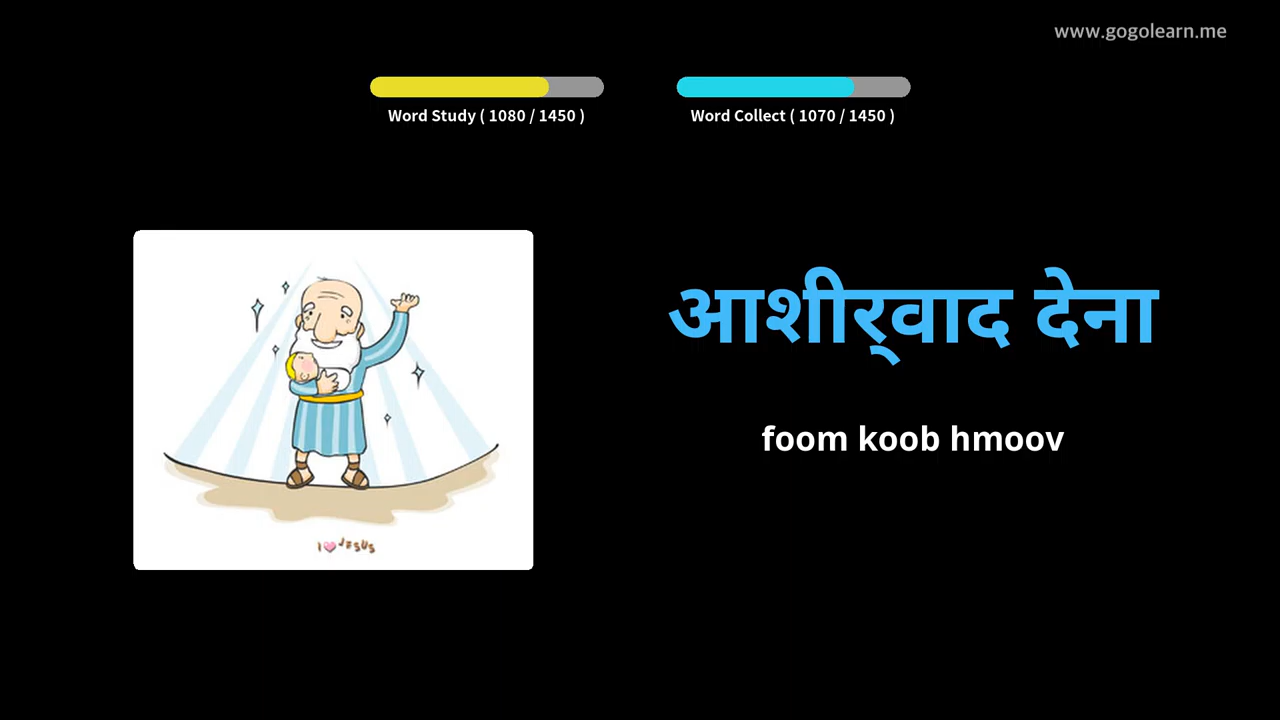 www.gogolearn.me
Word Study ( 1080 / 1450 )
Word Collect ( 1070 / 1450 )
आशीर्‌वाद देना
foom koob hmoov
I ♥ JESUS